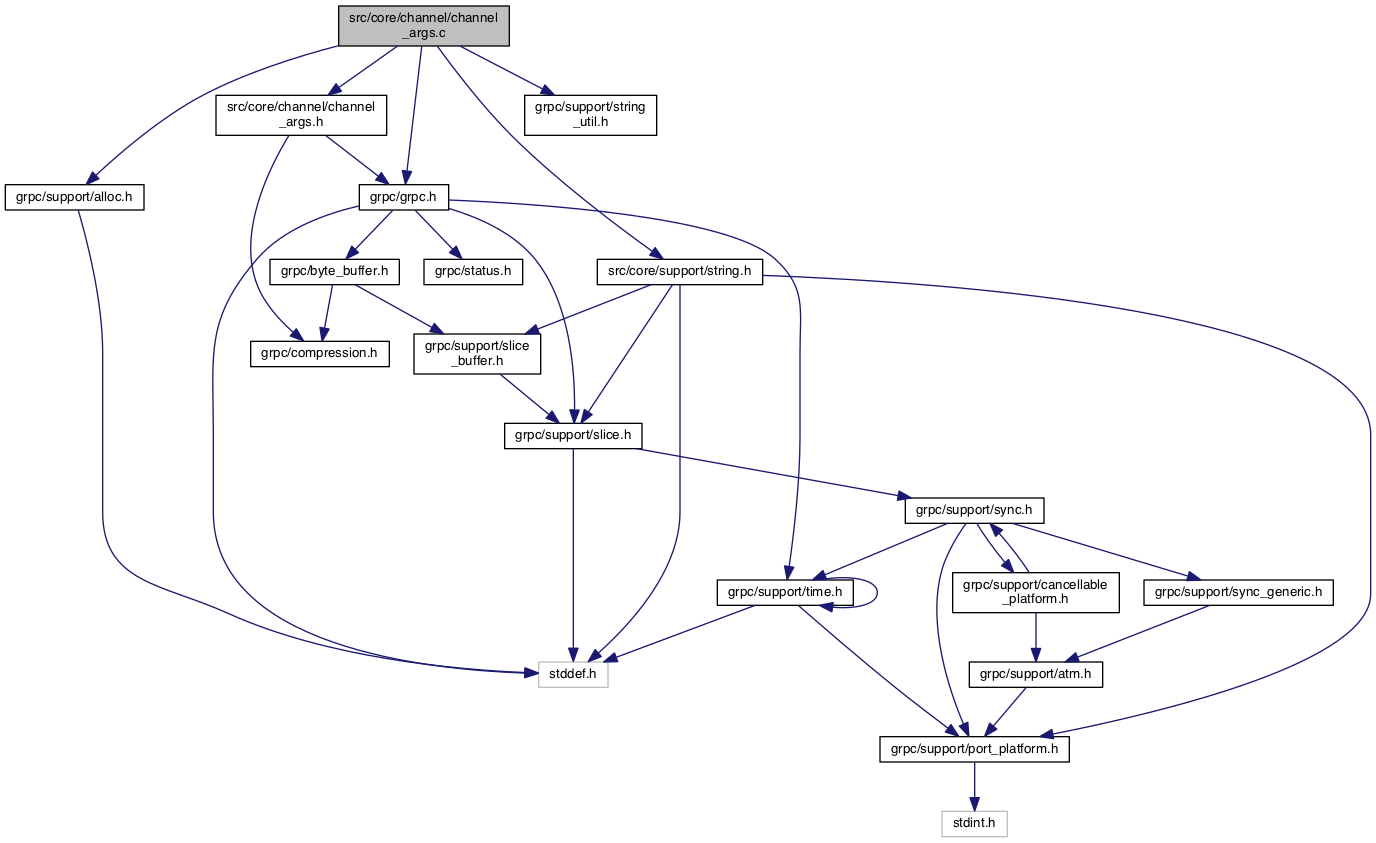 src/core/channel/channel
_args.c
src/core/channel/channel
_args.h
grpc/support/string
_util.h
grpc/support/alloc.h
grpc/grpc.h
grpc/byte_buffer.h
grpc/status.h
src/core/support/string.h
grpc/compression.h
grpc/support/slice
_buffer.h
grpc/support/slice.h
grpc/support/sync.h
grpc/support/time.h
grpc/support/cancellable
_platform.h
grpc/support/sync_generic.h
stddef.h
grpc/support/atm.h
grpc/support/port_platform.h
stdint.h